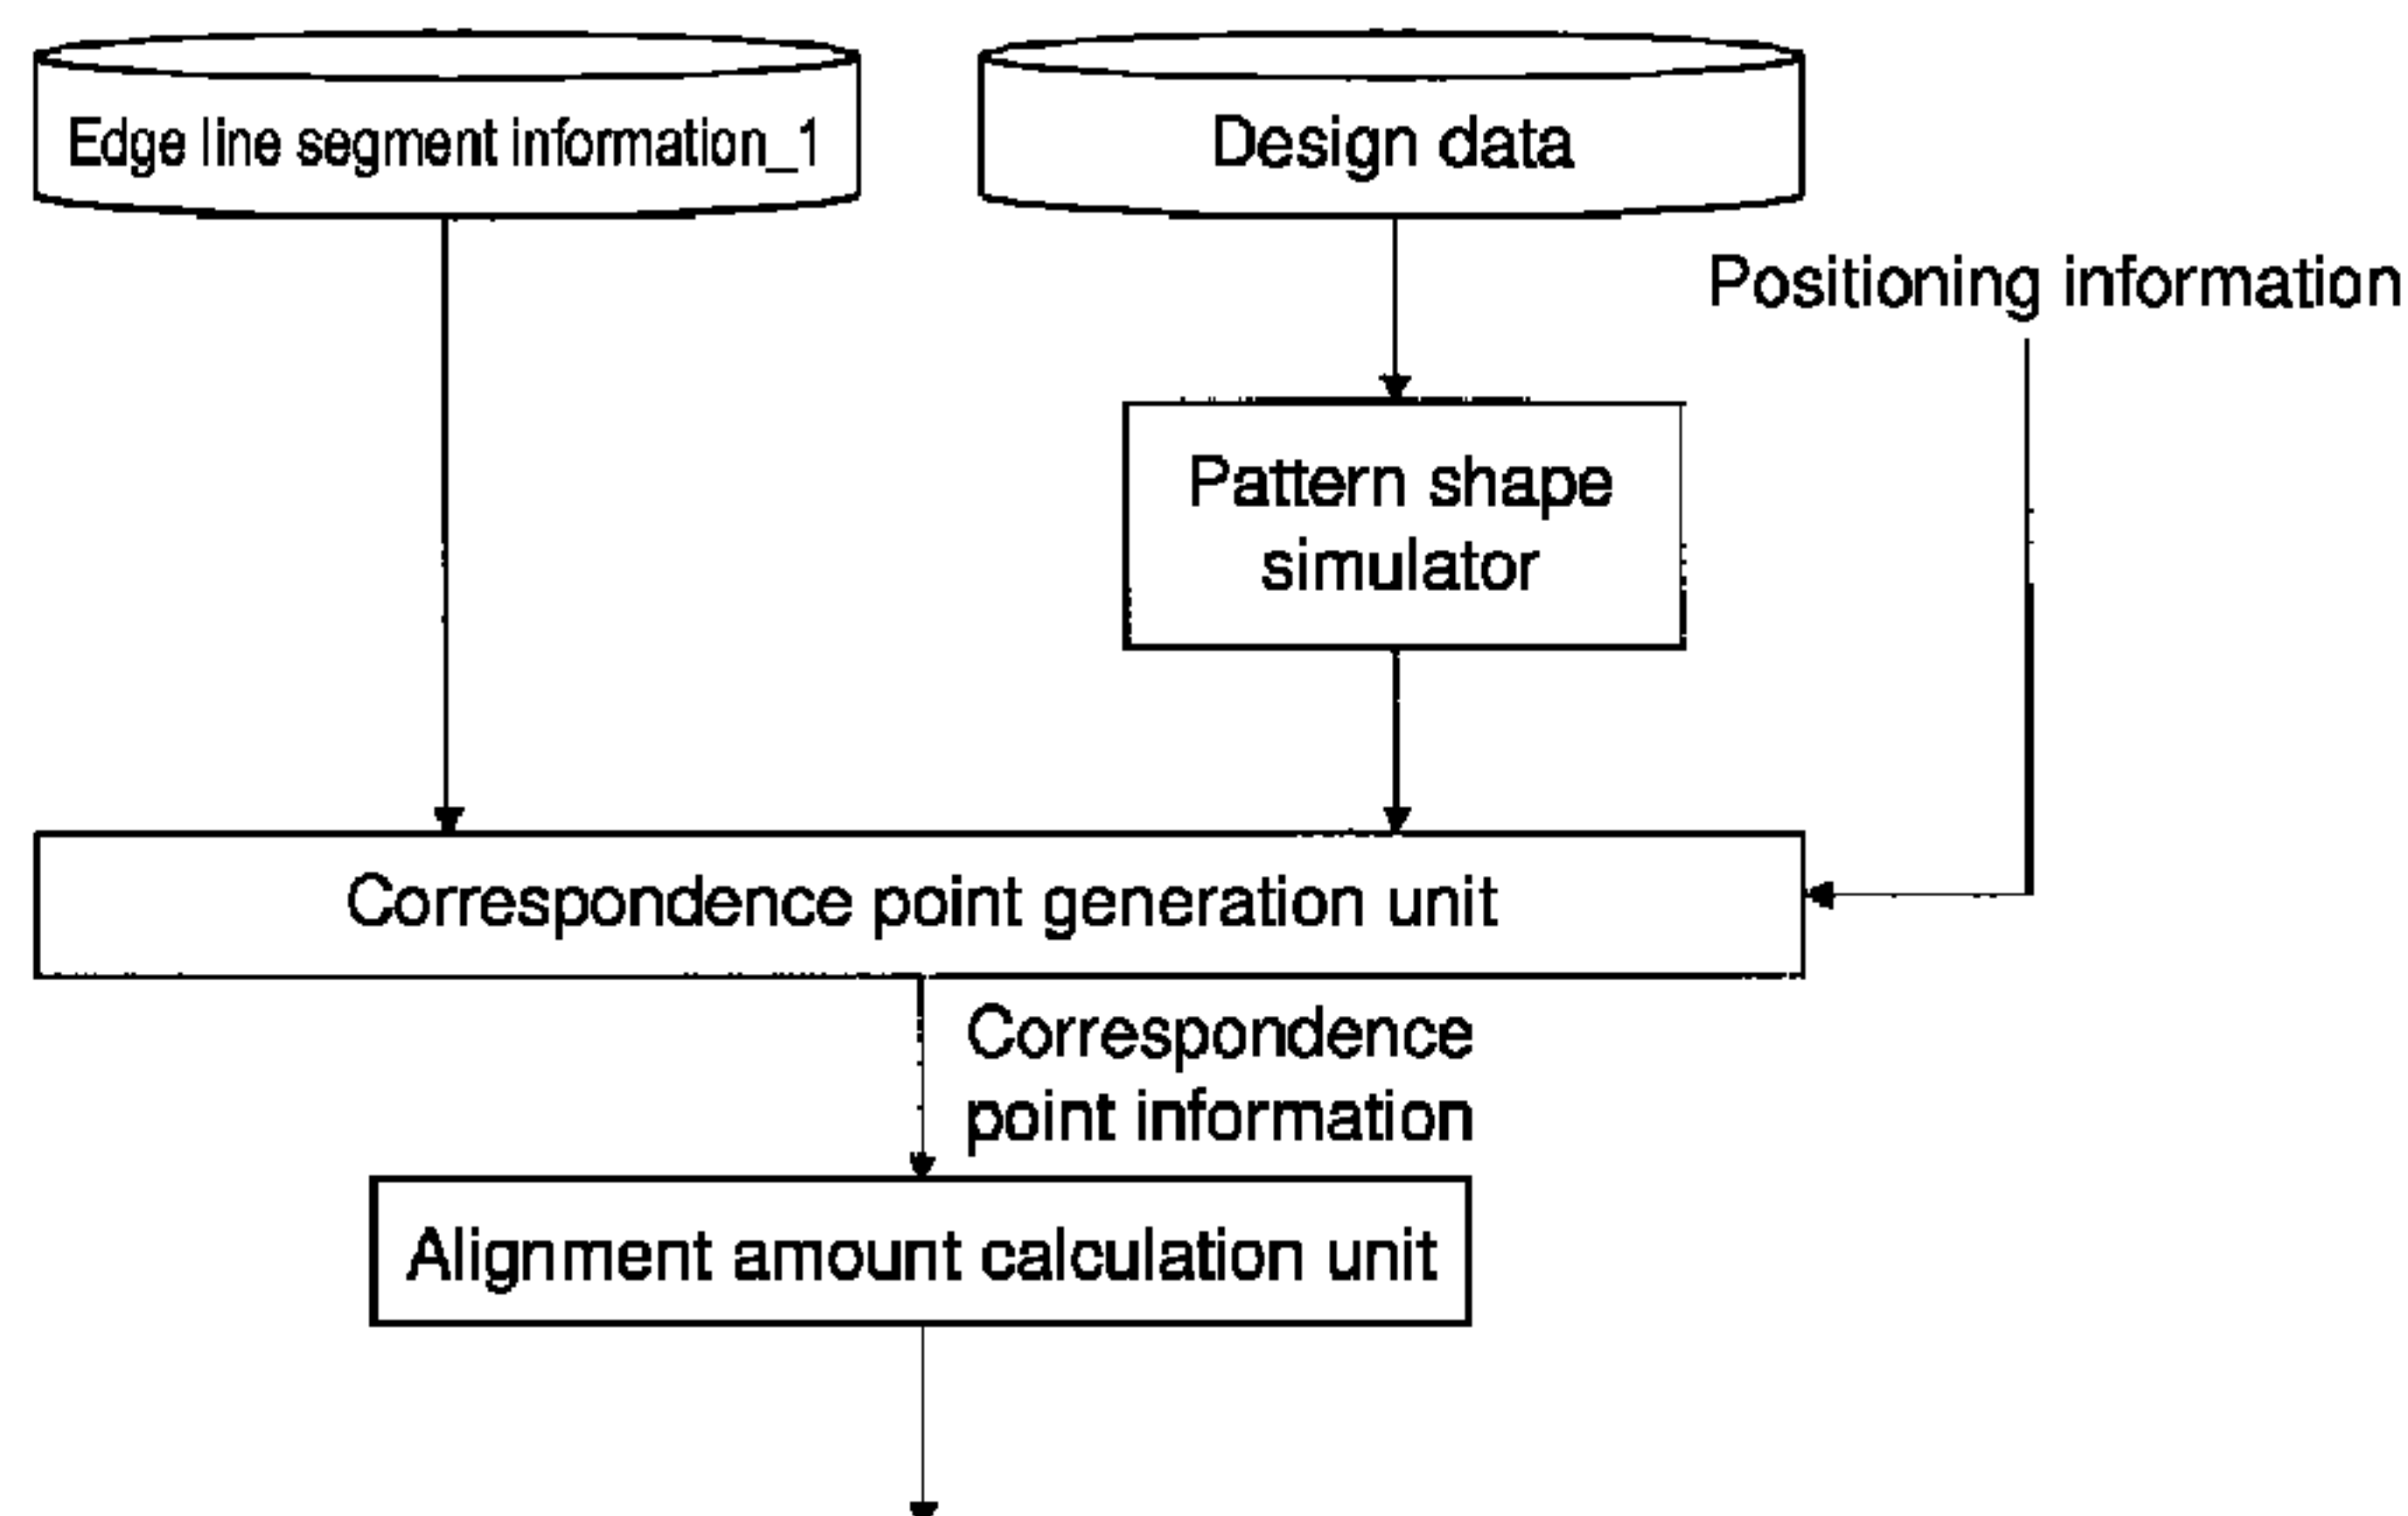 Edge line segment information_1
Design data
Positioning information
Pattern shape
simulator
Correspondence point generation unit
Correspondence
point information
Alignment amount calculation unit